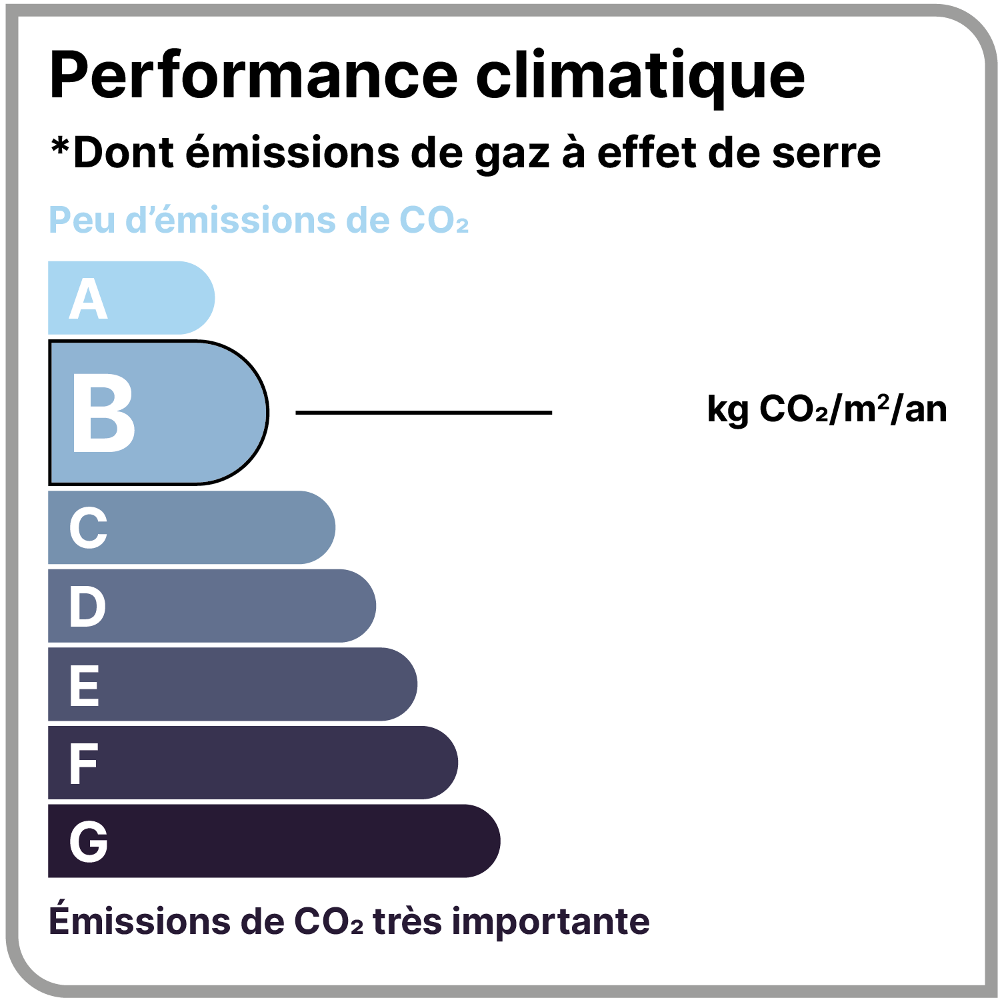 Performance climatique
*Dont émissions de gaz à effet de serre
Peu d’émissions de CO₂
A
B
kg CO₂/m²/an
C
D
E
F
G
Émissions de CO₂ très importante